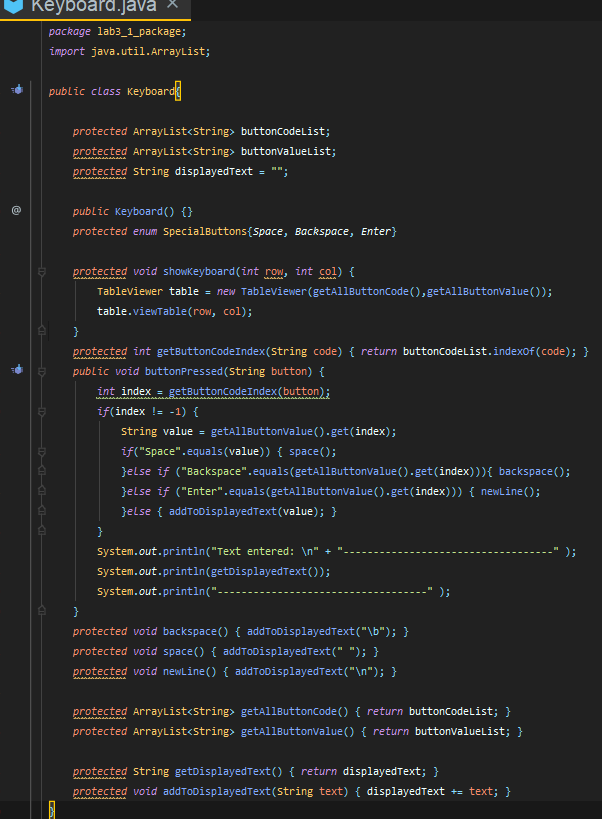 Keyboard.java ×
package lab3_1_package;
import java.util.ArrayList;
public class Keyboard{
protected ArrayList<String> buttonCodeList;
protected ArrayList<String> buttonValueList;
protected String displayedText = "";
@
public Keyboard() {}
protected enum SpecialButtons{Space, Backspace, Enter}
protected void showKeyboard(int row, int col) {
TableViewer table = new TableViewer(getAllButtonCode(),getAllButtonValue());
table.viewTable(row, col);
}
protected int getButtonCodeIndex(String code) { return buttonCodeList.indexOf(code); }
public void buttonPressed(String button) {
int index = getButtonCodeIndex(button);
if(index != -1) {
String value = getAllButtonValue().get(index);
if("Space".equals(value)) { space();
}else if ("Backspace".equals(getAllButtonValue().get(index))){ backspace();
}else if ("Enter".equals(getAllButtonValue().get(index))) { newLine();
}else { addToDisplayedText(value); }
}
System.out.println("Text entered: \n" + "-----------------------------------" );
System.out.println(getDisplayedText());
System.out.println("-----------------------------------" );
}
protected void backspace() { addToDisplayedText("\b"); }
protected void space() { addToDisplayedText(" "); }
protected void newLine() { addToDisplayedText("\n"); }
protected ArrayList<String> getAllButtonCode() { return buttonCodeList; }
protected ArrayList<String> getAllButtonValue() { return buttonValueList; }
protected String getDisplayedText() { return displayedText; }
protected void addToDisplayedText(String text) { displayedText += text; }
}